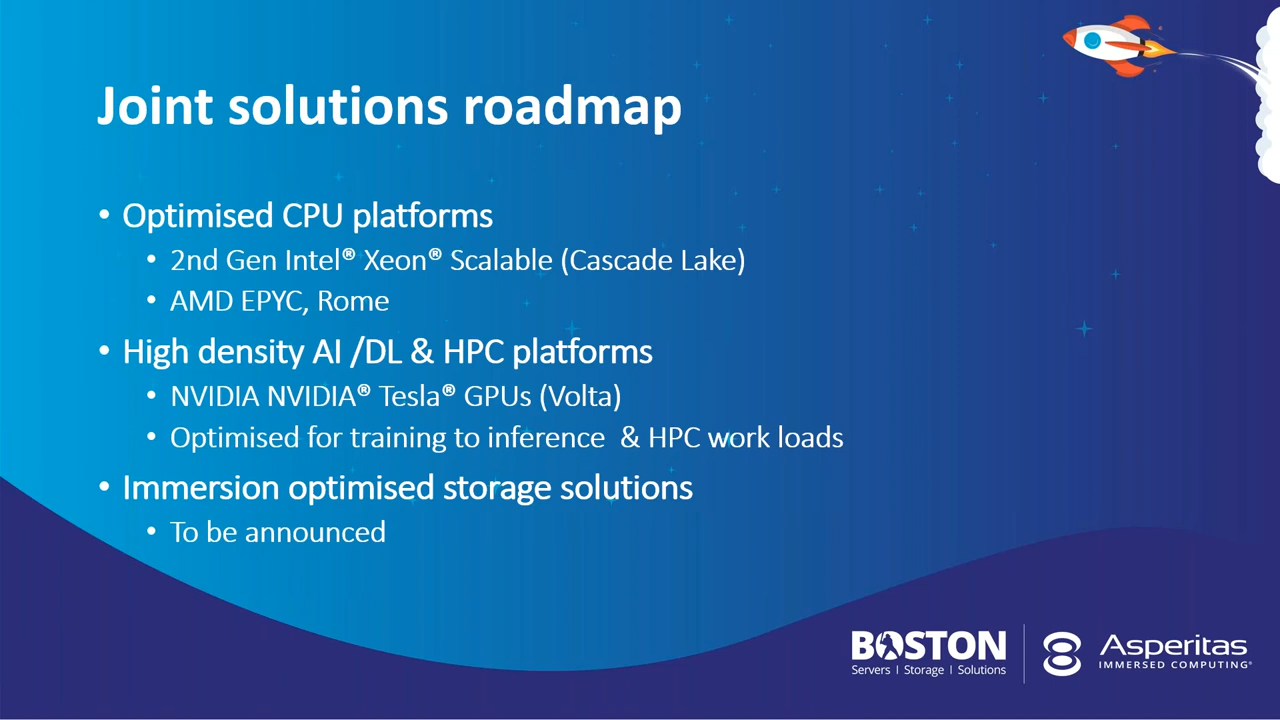 Joint solutions roadmap
• Optimised CPU platforms
• 2nd Gen Intel® Xeon® Scalable (Cascade Lake)
• AMD EPYC, Rome
• High density AI /DL & HPC platforms
• NVIDIA NVIDIA® Tesla® GPUs (Volta)
• Optimised for training to inference  & HPC work loads
• Immersion optimised storage solutions
• To be announced
BOSTON
Servers | Storage | Solutions
Asperitas
IMMERSED COMPUTING®